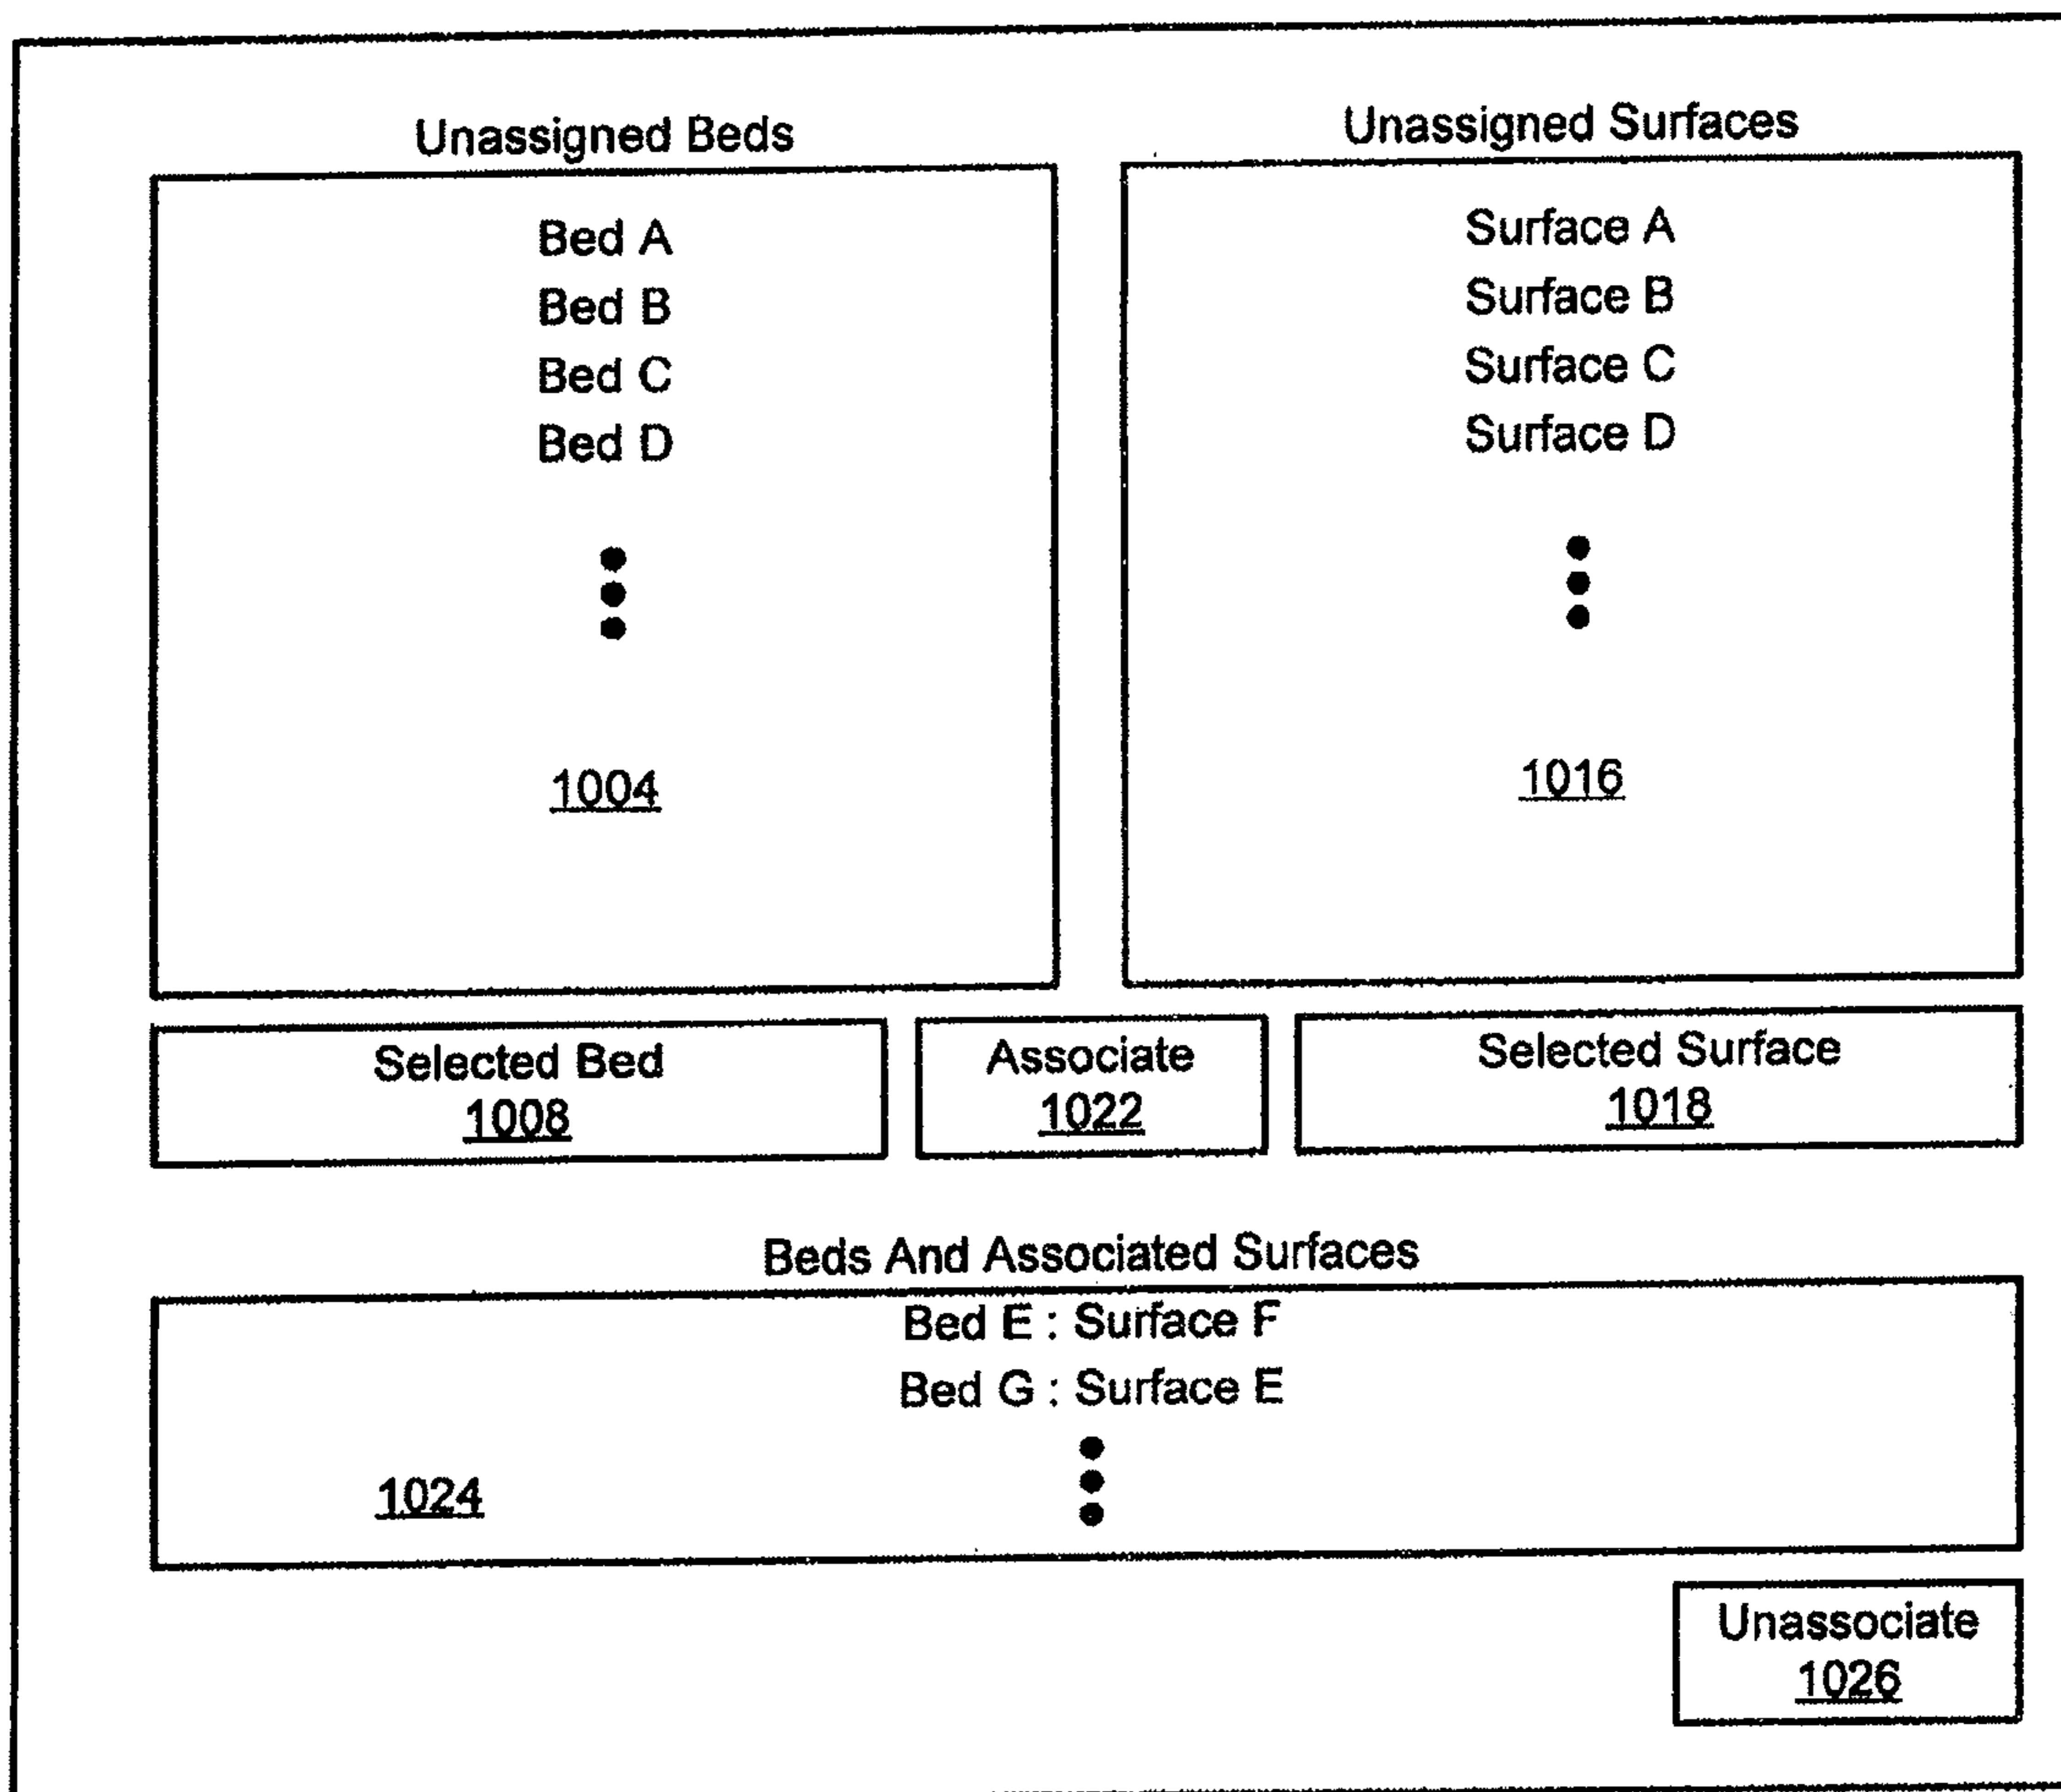 Unassigned Beds
Bed A
Bed B
Bed C
Bed D
1004
Unassigned Surfaces
Surface A
Surface B
Surface C
Surface D
1016
Selected Bed
1008
Associate
1022
Selected Surface
1018
Beds And Associated Surfaces
Bed E : Surface F
Bed G : Surface E
1024
Unassociate
1026